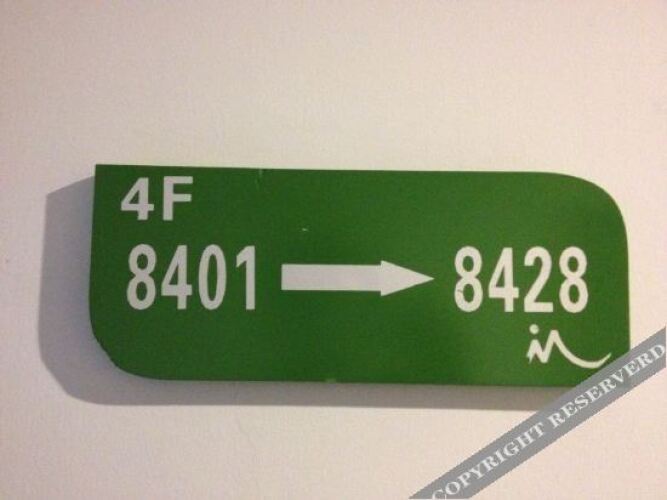 4F
8401 → 8428
COPYRIGHT RESERVERD